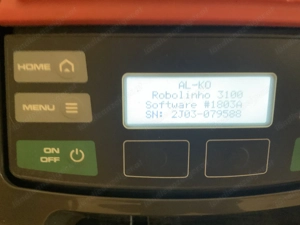 HOME
MENU
ON
OFF
AL-KO
Robolinho 3100
Software #1803A
SN: 2J03-079588